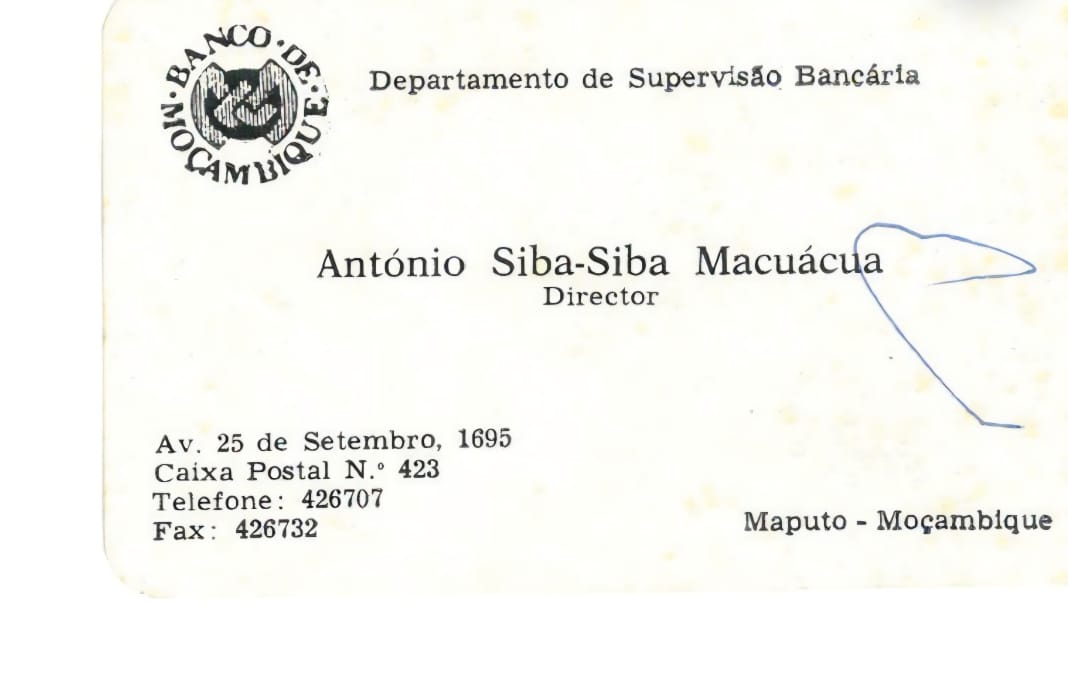 BANCO · DE · MOÇAMBIQUE ·
Departamento de Supervisão Bancária
António Siba-Siba Macuácua
Director
Av. 25 de Setembro, 1695
Caixa Postal N.º 423
Telefone: 426707
Fax: 426732
Maputo - Moçambique